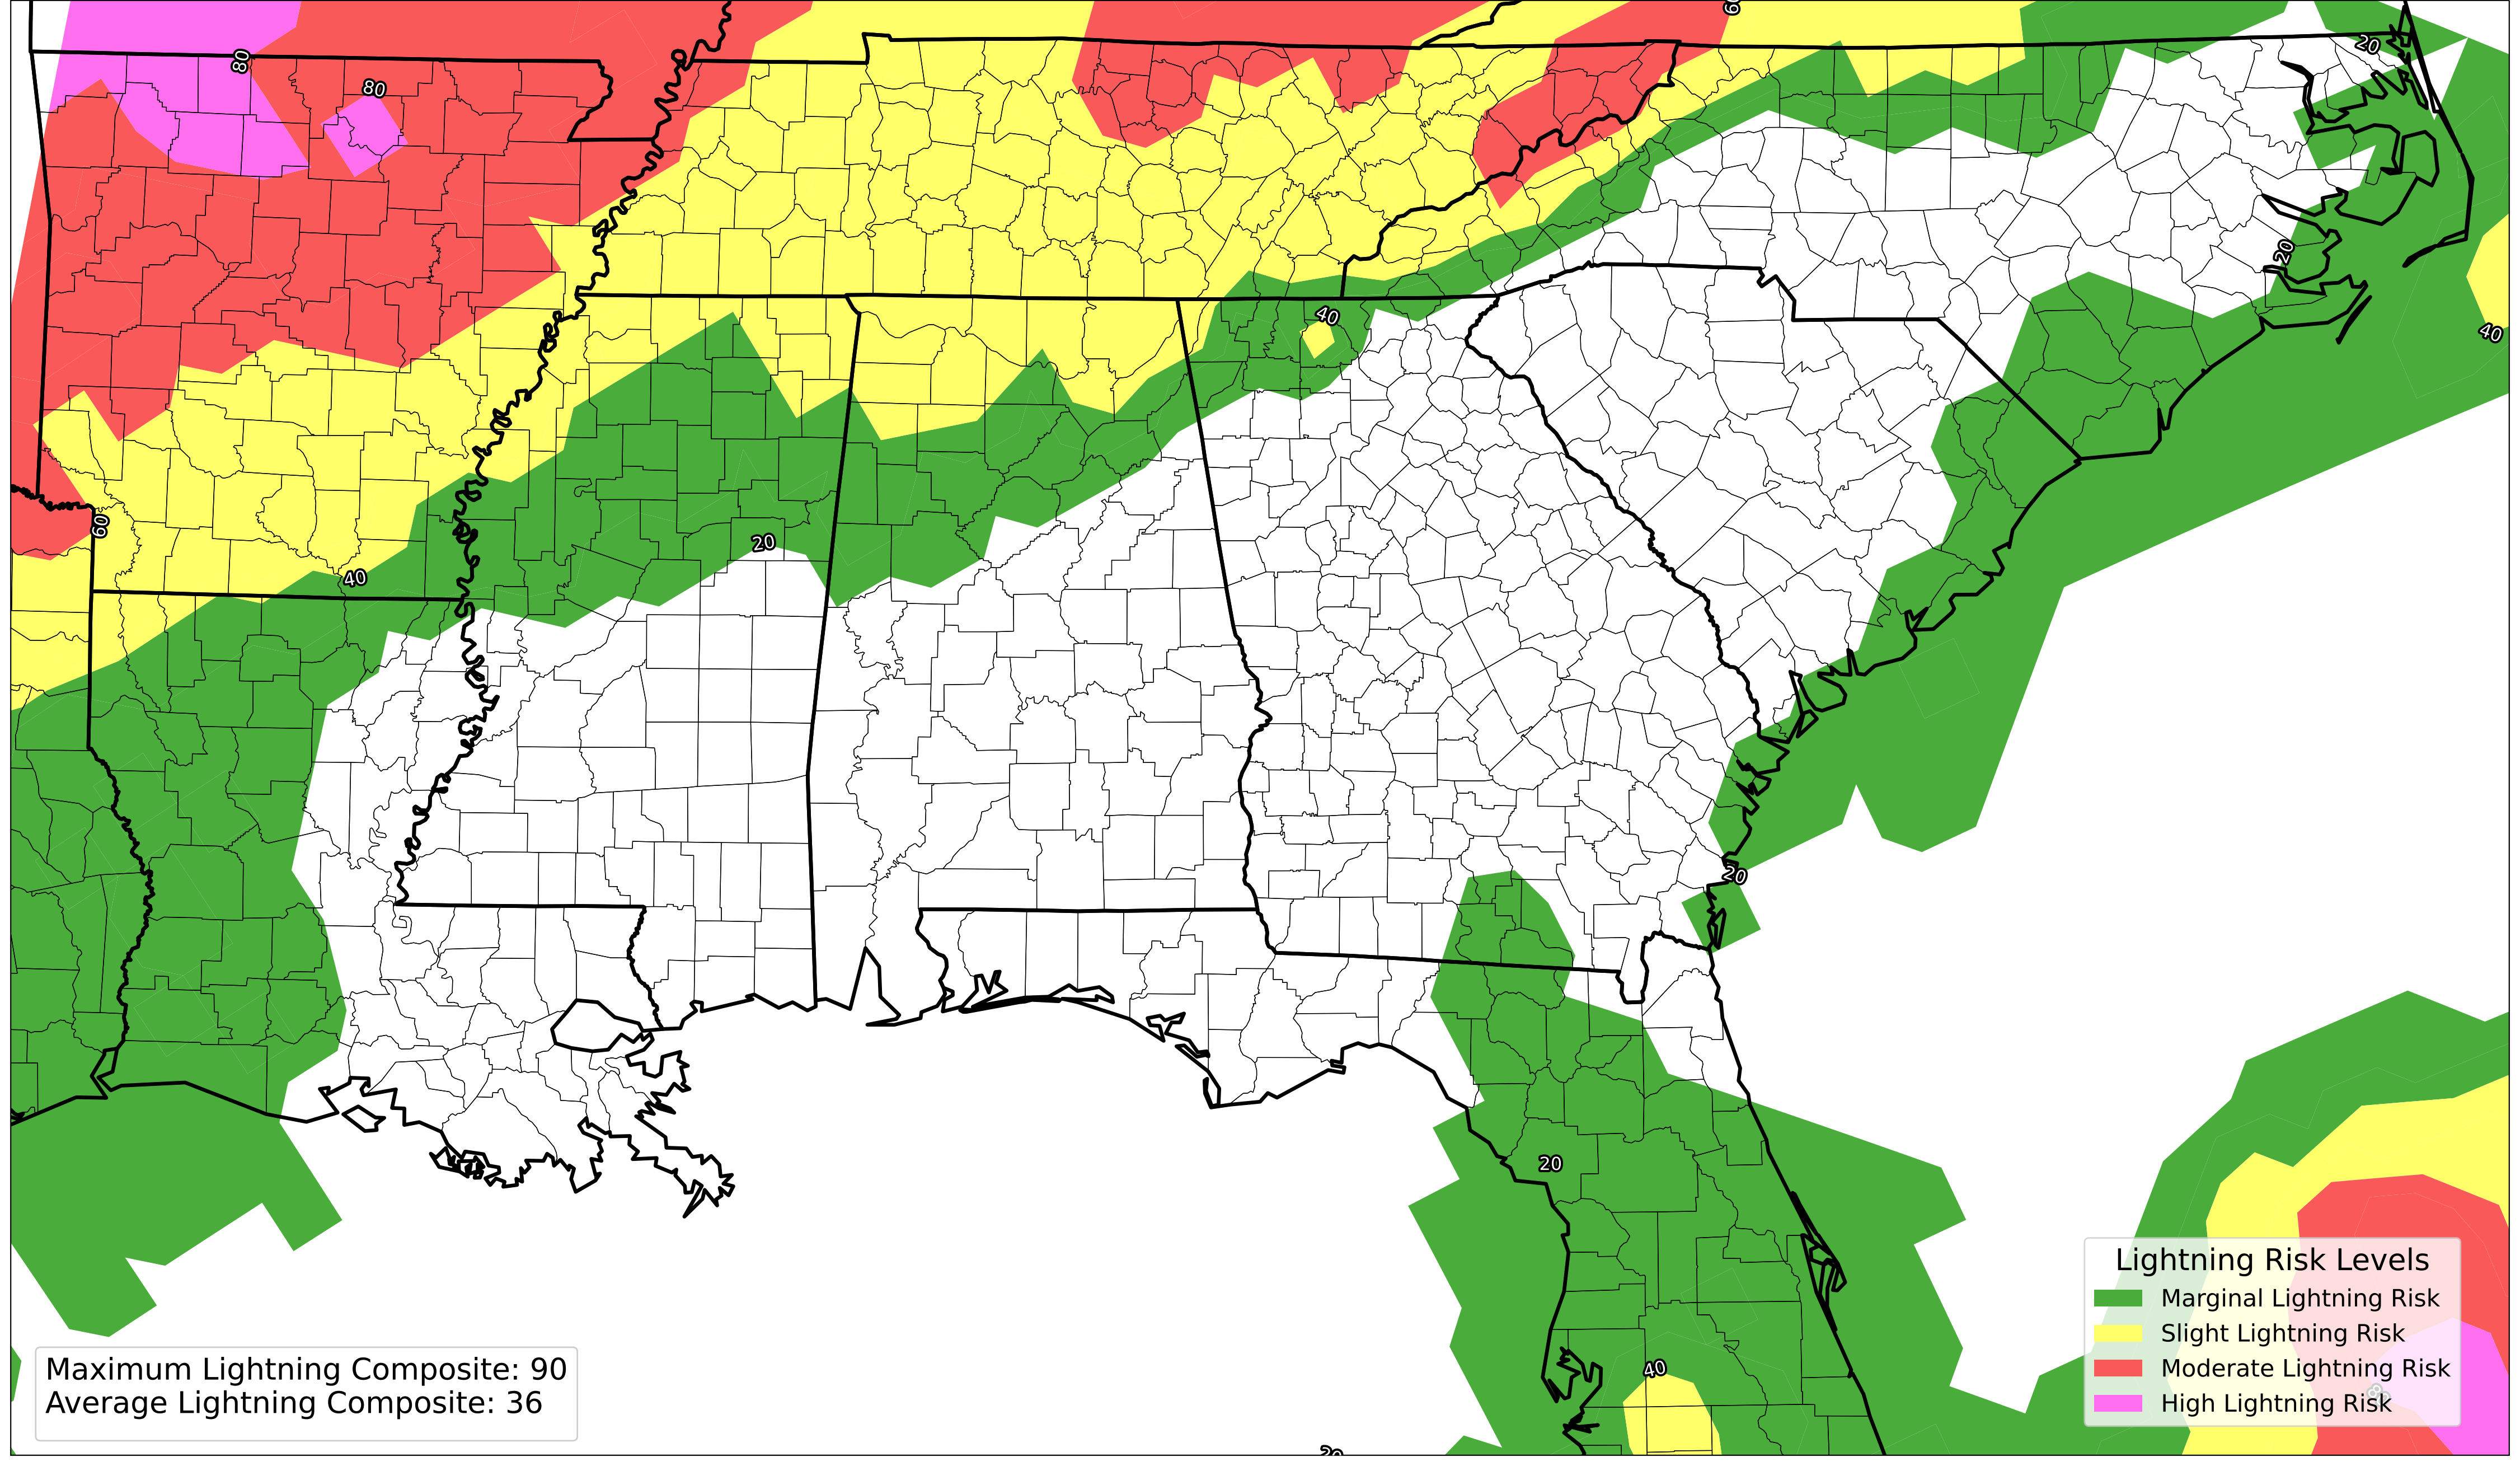 80
80
20
40
20
40
60
40
20
20
20
40
Lightning Risk Levels
Marginal Lightning Risk
Slight Lightning Risk
Moderate Lightning Risk
High Lightning Risk
Maximum Lightning Composite: 90
Average Lightning Composite: 36